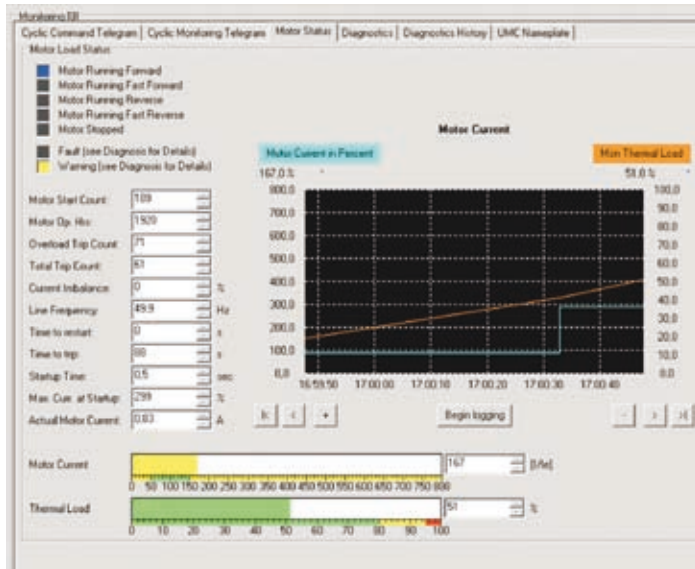 Monitoring [0]
Cyclic Command Telegram | Cyclic Monitoring Telegram | Motor Status | Diagnostics | Diagnostics History | UMC Nameplate
Motor Load Status
Motor Running Forward
Motor Running Fast Forward
Motor Running Reverse
Motor Running Fast Reverse
Motor Stopped
Fault (see Diagnosis for Details)
Warning (see Diagnosis for Details)
Motor Current
Motor Current in Percent
Mon Thermal Load
167,0 %
51,0 %
Motor Start Count: 189
Motor Op. Hrs: 1920
Overload Trip Count: 71
Total Trip Count: 61
Current Imbalance: 0 %
Line Frequency: 49.9 Hz
Time to restart: 0 s
Time to trip: 88 s
Startup Time: 0,5 sec
Max. Curr. at Startup: 299 %
Actual Motor Current: 0.83 A
800,0
700,0
600,0
500,0
400,0
300,0
200,0
100,0
0,0
100.0
90.0
80.0
70.0
60.0
50.0
40.0
30.0
20.0
10.0
0.0
16:59:50 17:00:00 17:00:10 17:00:20 17:00:30 17:00:40
|< < + Begin logging - > >|
Motor Current 167 [I/Ie]
0 50 100 150 200 250 300 350 400 450 500 550 600 650 700 750 800
Thermal Load 51 %
0 10 20 30 40 50 60 70 80 90 100